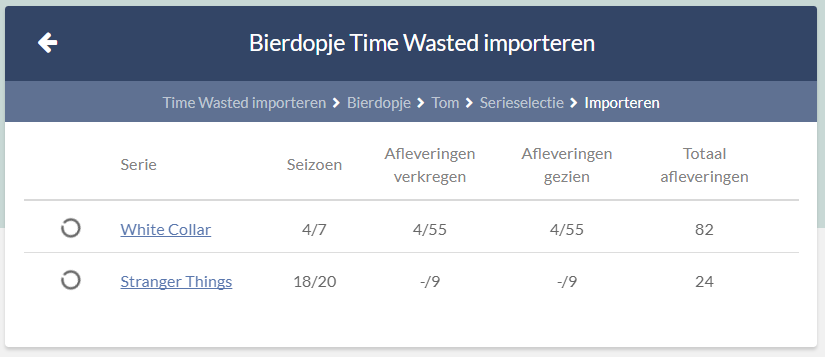 Bierdopje Time Wasted importeren
Time Wasted importeren > Bierdopje > Tom > Serieselectie > Importeren
Serie Seizoen Afleveringen verkregen Afleveringen gezien Totaal afleveringen
White Collar 4/7 4/55 4/55 82
Stranger Things 18/20 -/9 -/9 24